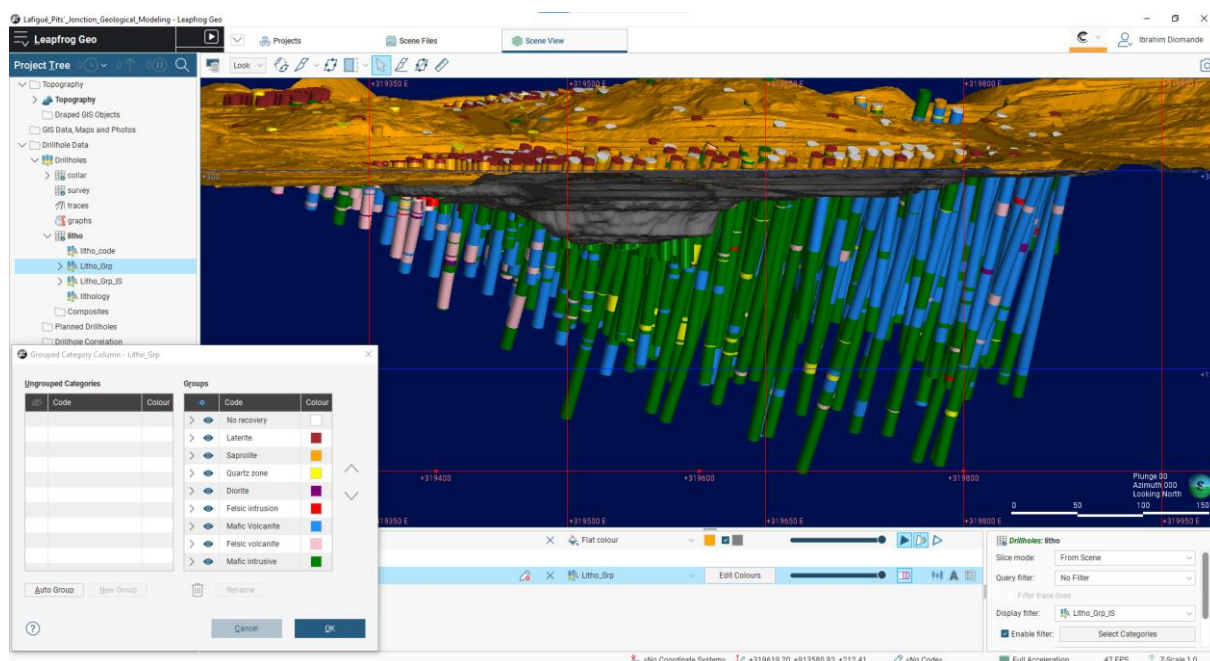 Lafigué_Pits'_Jonction_Geological_Modeling - Leapfrog Geo
Leapfrog Geo
Projects
Scene Files
Scene View
Ibrahim Diomande
Project Tree
Look
Topography
Topography
Draped GIS Objects
GIS Data, Maps and Photos
Drillhole Data
Drillholes
collar
survey
traces
graphs
litho
litho_code
Litho_Grp
Litho_Grp_IS
lithology
Composites
Planned Drillholes
Drillhole Correlation
+319350 E
+319500 E
+319800 E
+300
+319400
+319600
+319800
Plunge 00
Azimuth 000
Looking North
0 50 100 150
+319350 E
+319500 E
+319650 E
+319800 E
+319950 E
Grouped Category Column - Litho_Grp
Ungrouped Categories
Groups
Code Colour
Code Colour
No recovery
Laterite
Saprolite
Quartz zone
Diorite
Felsic intrusion
Mafic Volcanite
Felsic volcanite
Mafic intrusive
Auto Group
New Group
Rename
Cancel
OK
Flat colour
Litho_Grp
Edit Colours
Drillholes: litho
Slice mode: From Scene
Query filter: No Filter
Filter trace lines
Display filter: Litho_Grp_IS
Enable filter: Select Categories
<No Coordinate System>
+319619.20, +913580.83, +212.41
<No Code>
Full Acceleration
47 FPS
Z-Scale 1.0